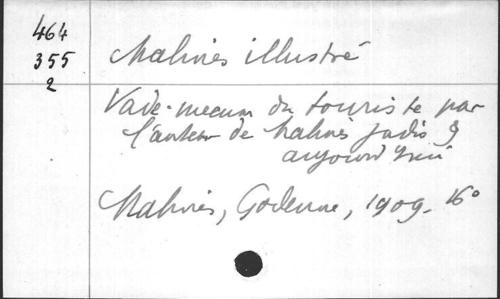 464
355
2
Malines illustré
Vade-mecum du touriste par
l'auteur de Malines jadis &
aujourd'hui
Malines, Godenne, 1909. 16°